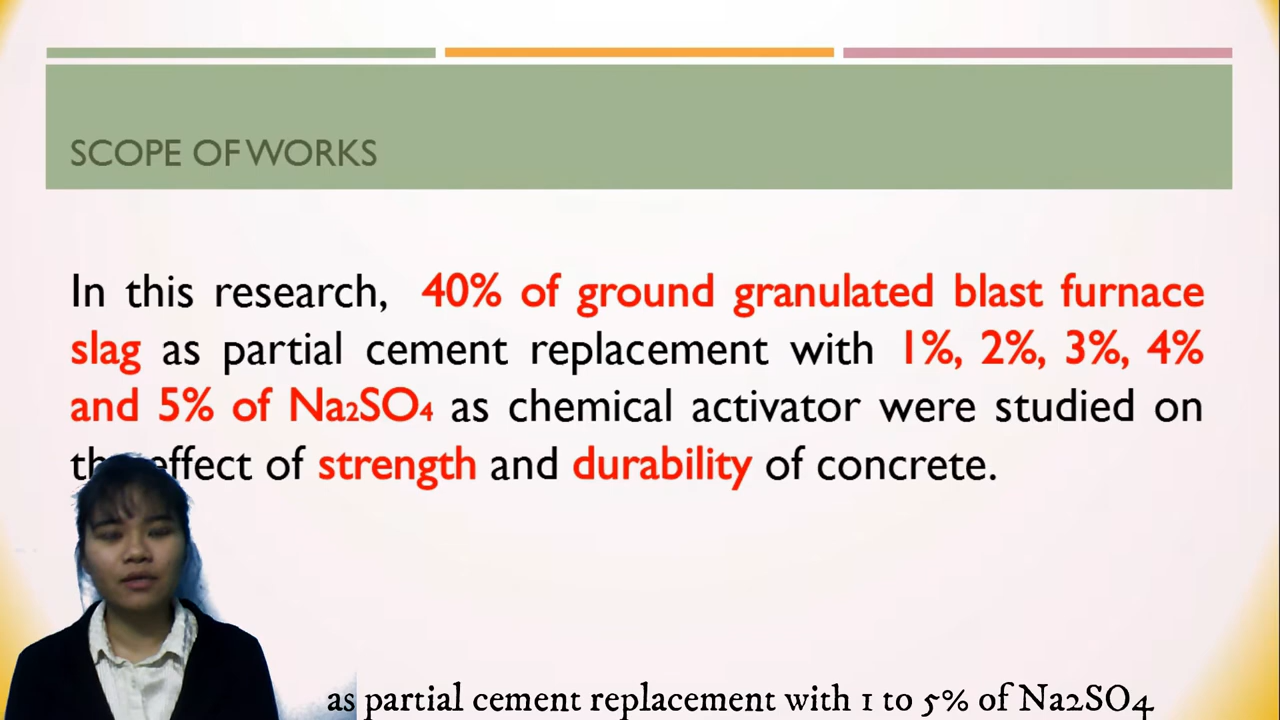 SCOPE OF WORKS
In this research, 40% of ground granulated blast furnace
slag as partial cement replacement with 1%, 2%, 3%, 4%
and 5% of Na₂SO₄ as chemical activator were studied on
effect of strength and durability of concrete.
as partial cement replacement with 1 to 5% of Na2SO4